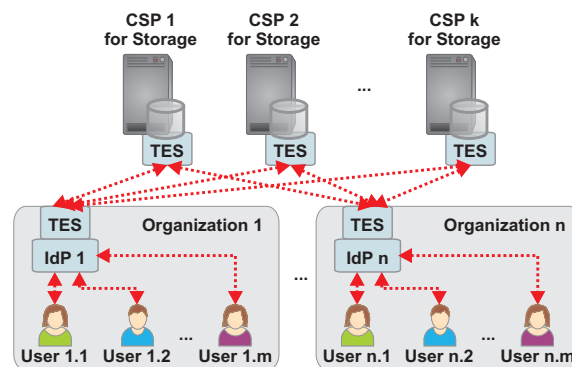 CSP 1
for Storage
CSP 2
for Storage
CSP k
for Storage
...
TES
TES
TES
TES
Organization 1
IdP 1
...
User 1.1
User 1.2
...
User 1.m
...
TES
Organization n
IdP n
...
User n.1
User n.2
User n.m